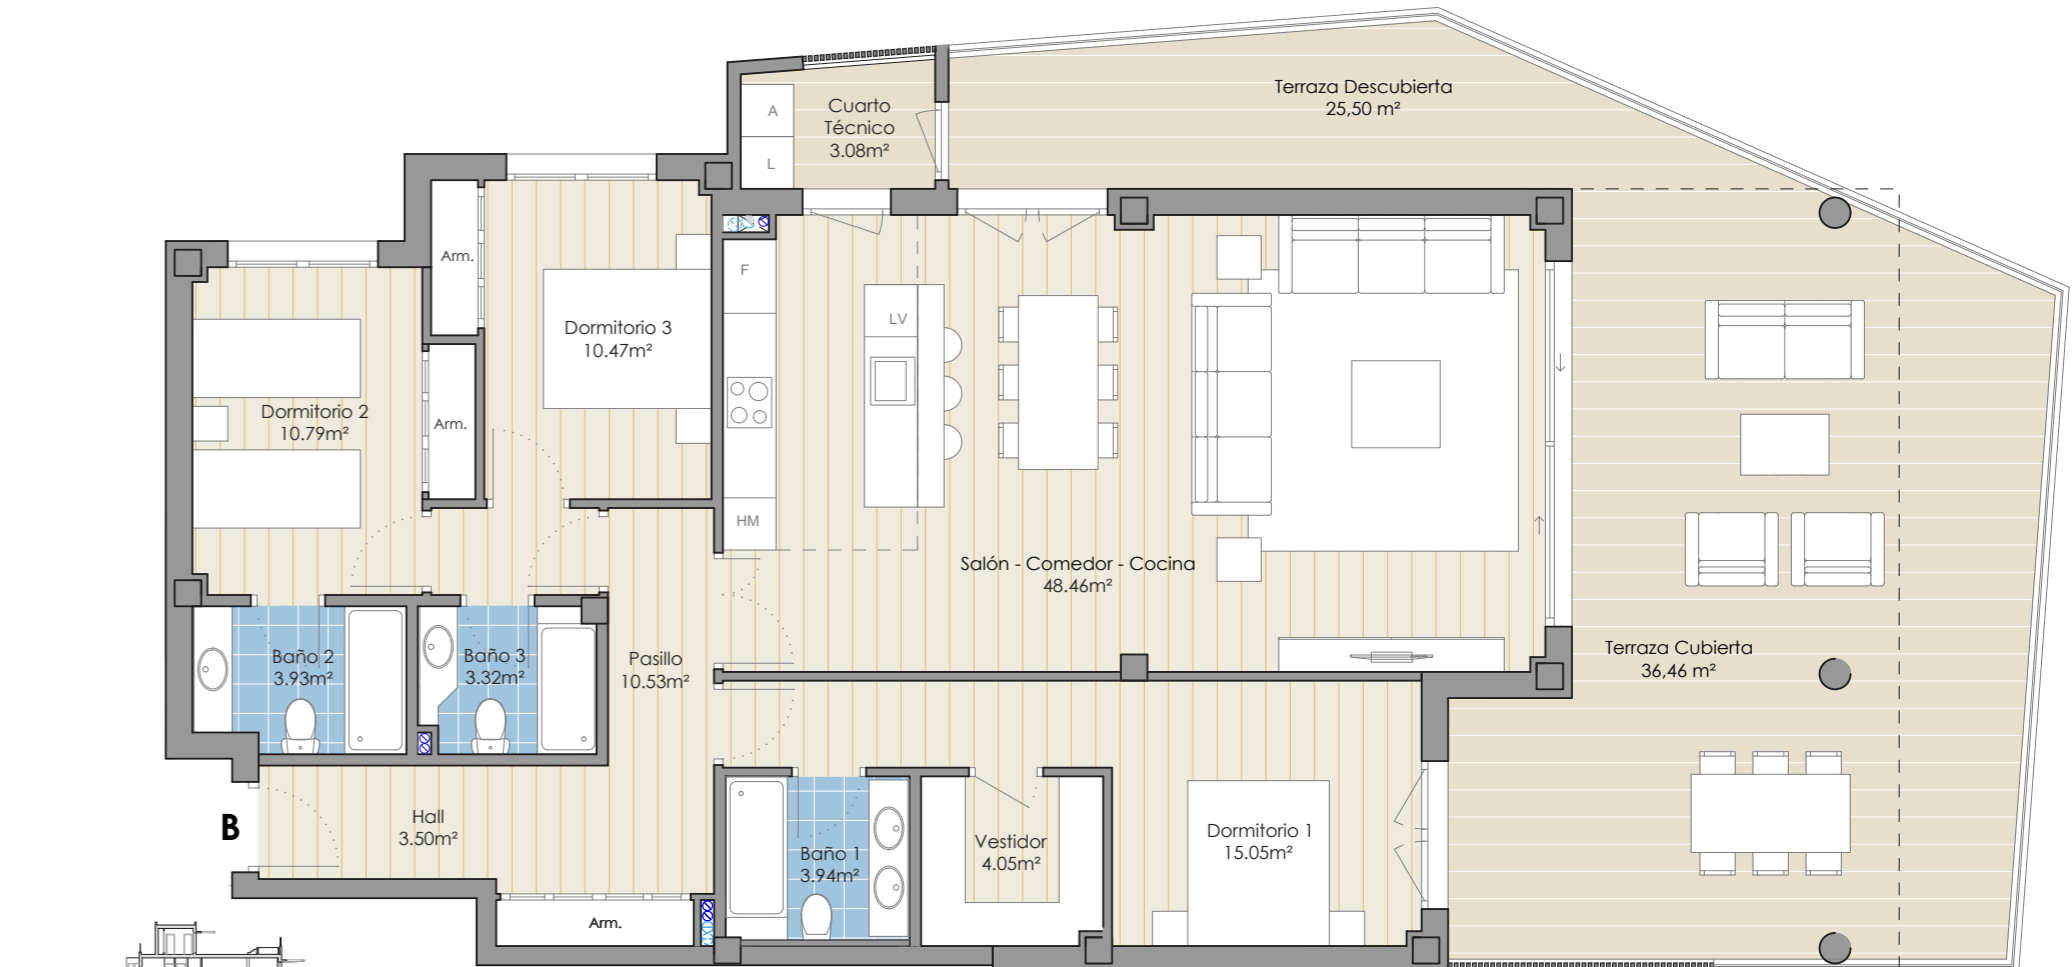 Terraza Descubierta
25,50 m²
A
L
Cuarto
Técnico
3.08m²
Arm.
Dormitorio 3
10.47m²
F
LV
Dormitorio 2
10.79m²
Arm.
HM
Salón - Comedor - Cocina
48.46m²
Baño 2
3.93m²
Baño 3
3.32m²
Pasillo
10.53m²
Terraza Cubierta
36,46 m²
B
Hall
3.50m²
Baño 1
3.94m²
Vestidor
4.05m²
Dormitorio 1
15.05m²
Arm.